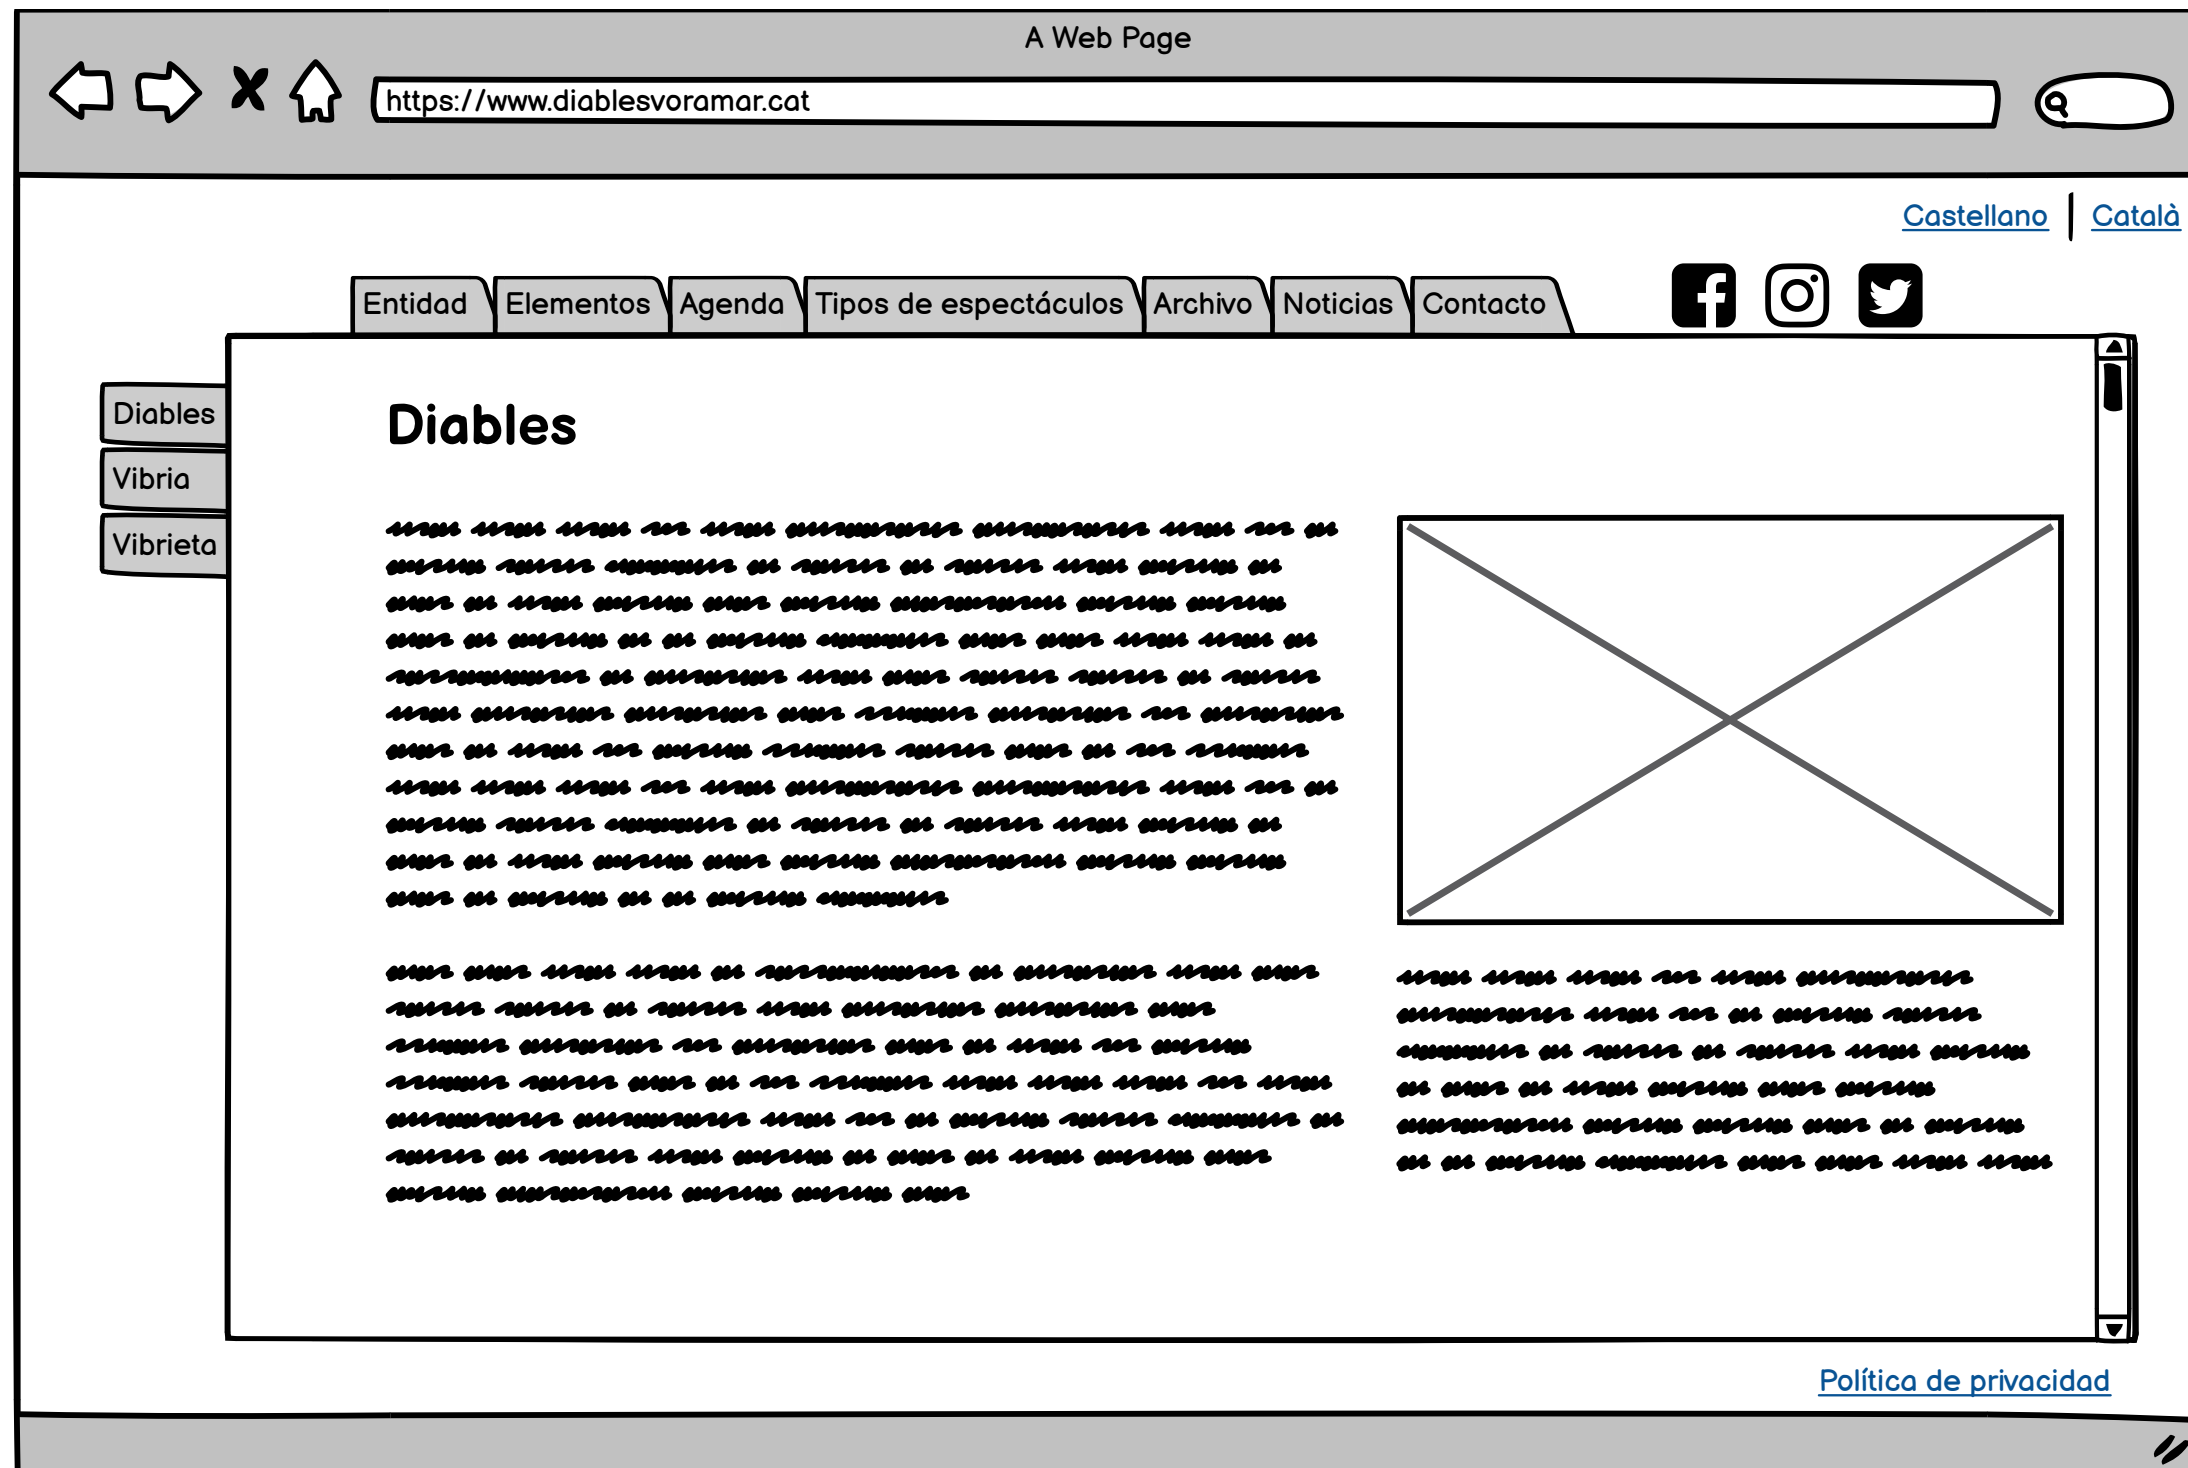 A Web Page
https://www.diablesvoramar.cat
Castellano Català
Entidad Elementos Agenda Tipos de espectáculos Archivo Noticias Contacto
Diables
Vibria
Vibrieta
Diables
Política de privacidad